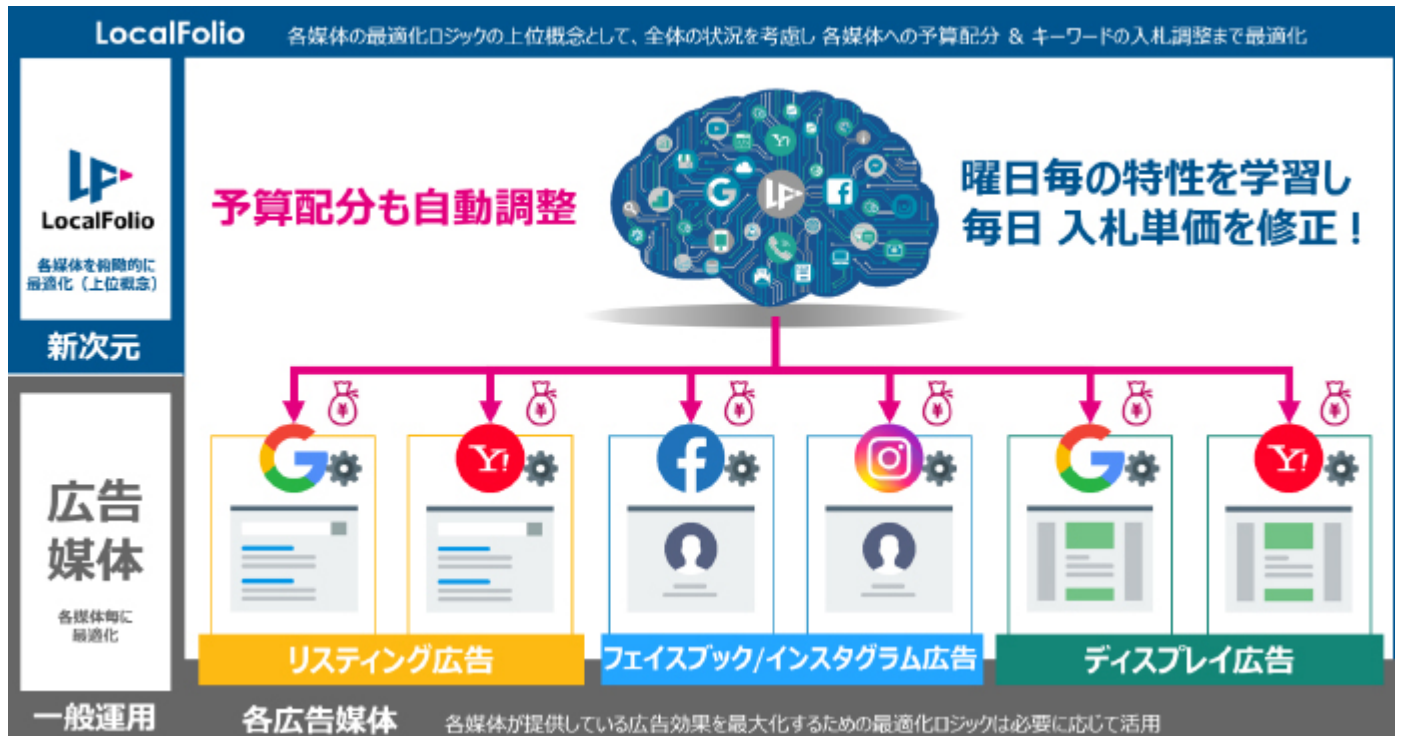 LocalFolio 各媒体の最適化ロジックの上位概念として、全体の状況を考慮し 各媒体への予算配分 & キーワードの入札調整まで最適化
LocalFolio
各媒体を俯瞰的に
最適化（上位概念）
新次元
予算配分も自動調整
曜日毎の特性を学習し
毎日 入札単価を修正！
広告
媒体
各媒体毎に
最適化
一般運用
リスティング広告
フェイスブック/インスタグラム広告
ディスプレイ広告
各広告媒体 各媒体が提供している広告効果を最大化するための最適化ロジックは必要に応じて活用